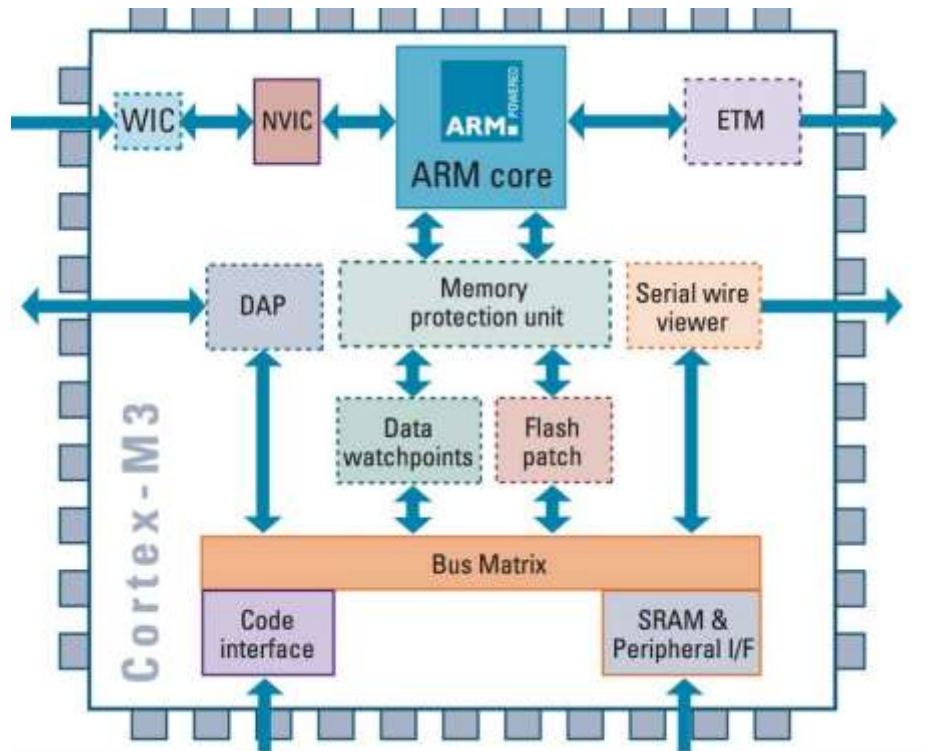 WIC
NVIC
ARM POWERED
ARM core
ETM
DAP
Memory
protection unit
Serial wire
viewer
Data
watchpoints
Flash
patch
Cortex-M3
Bus Matrix
Code
interface
SRAM &
Peripheral I/F